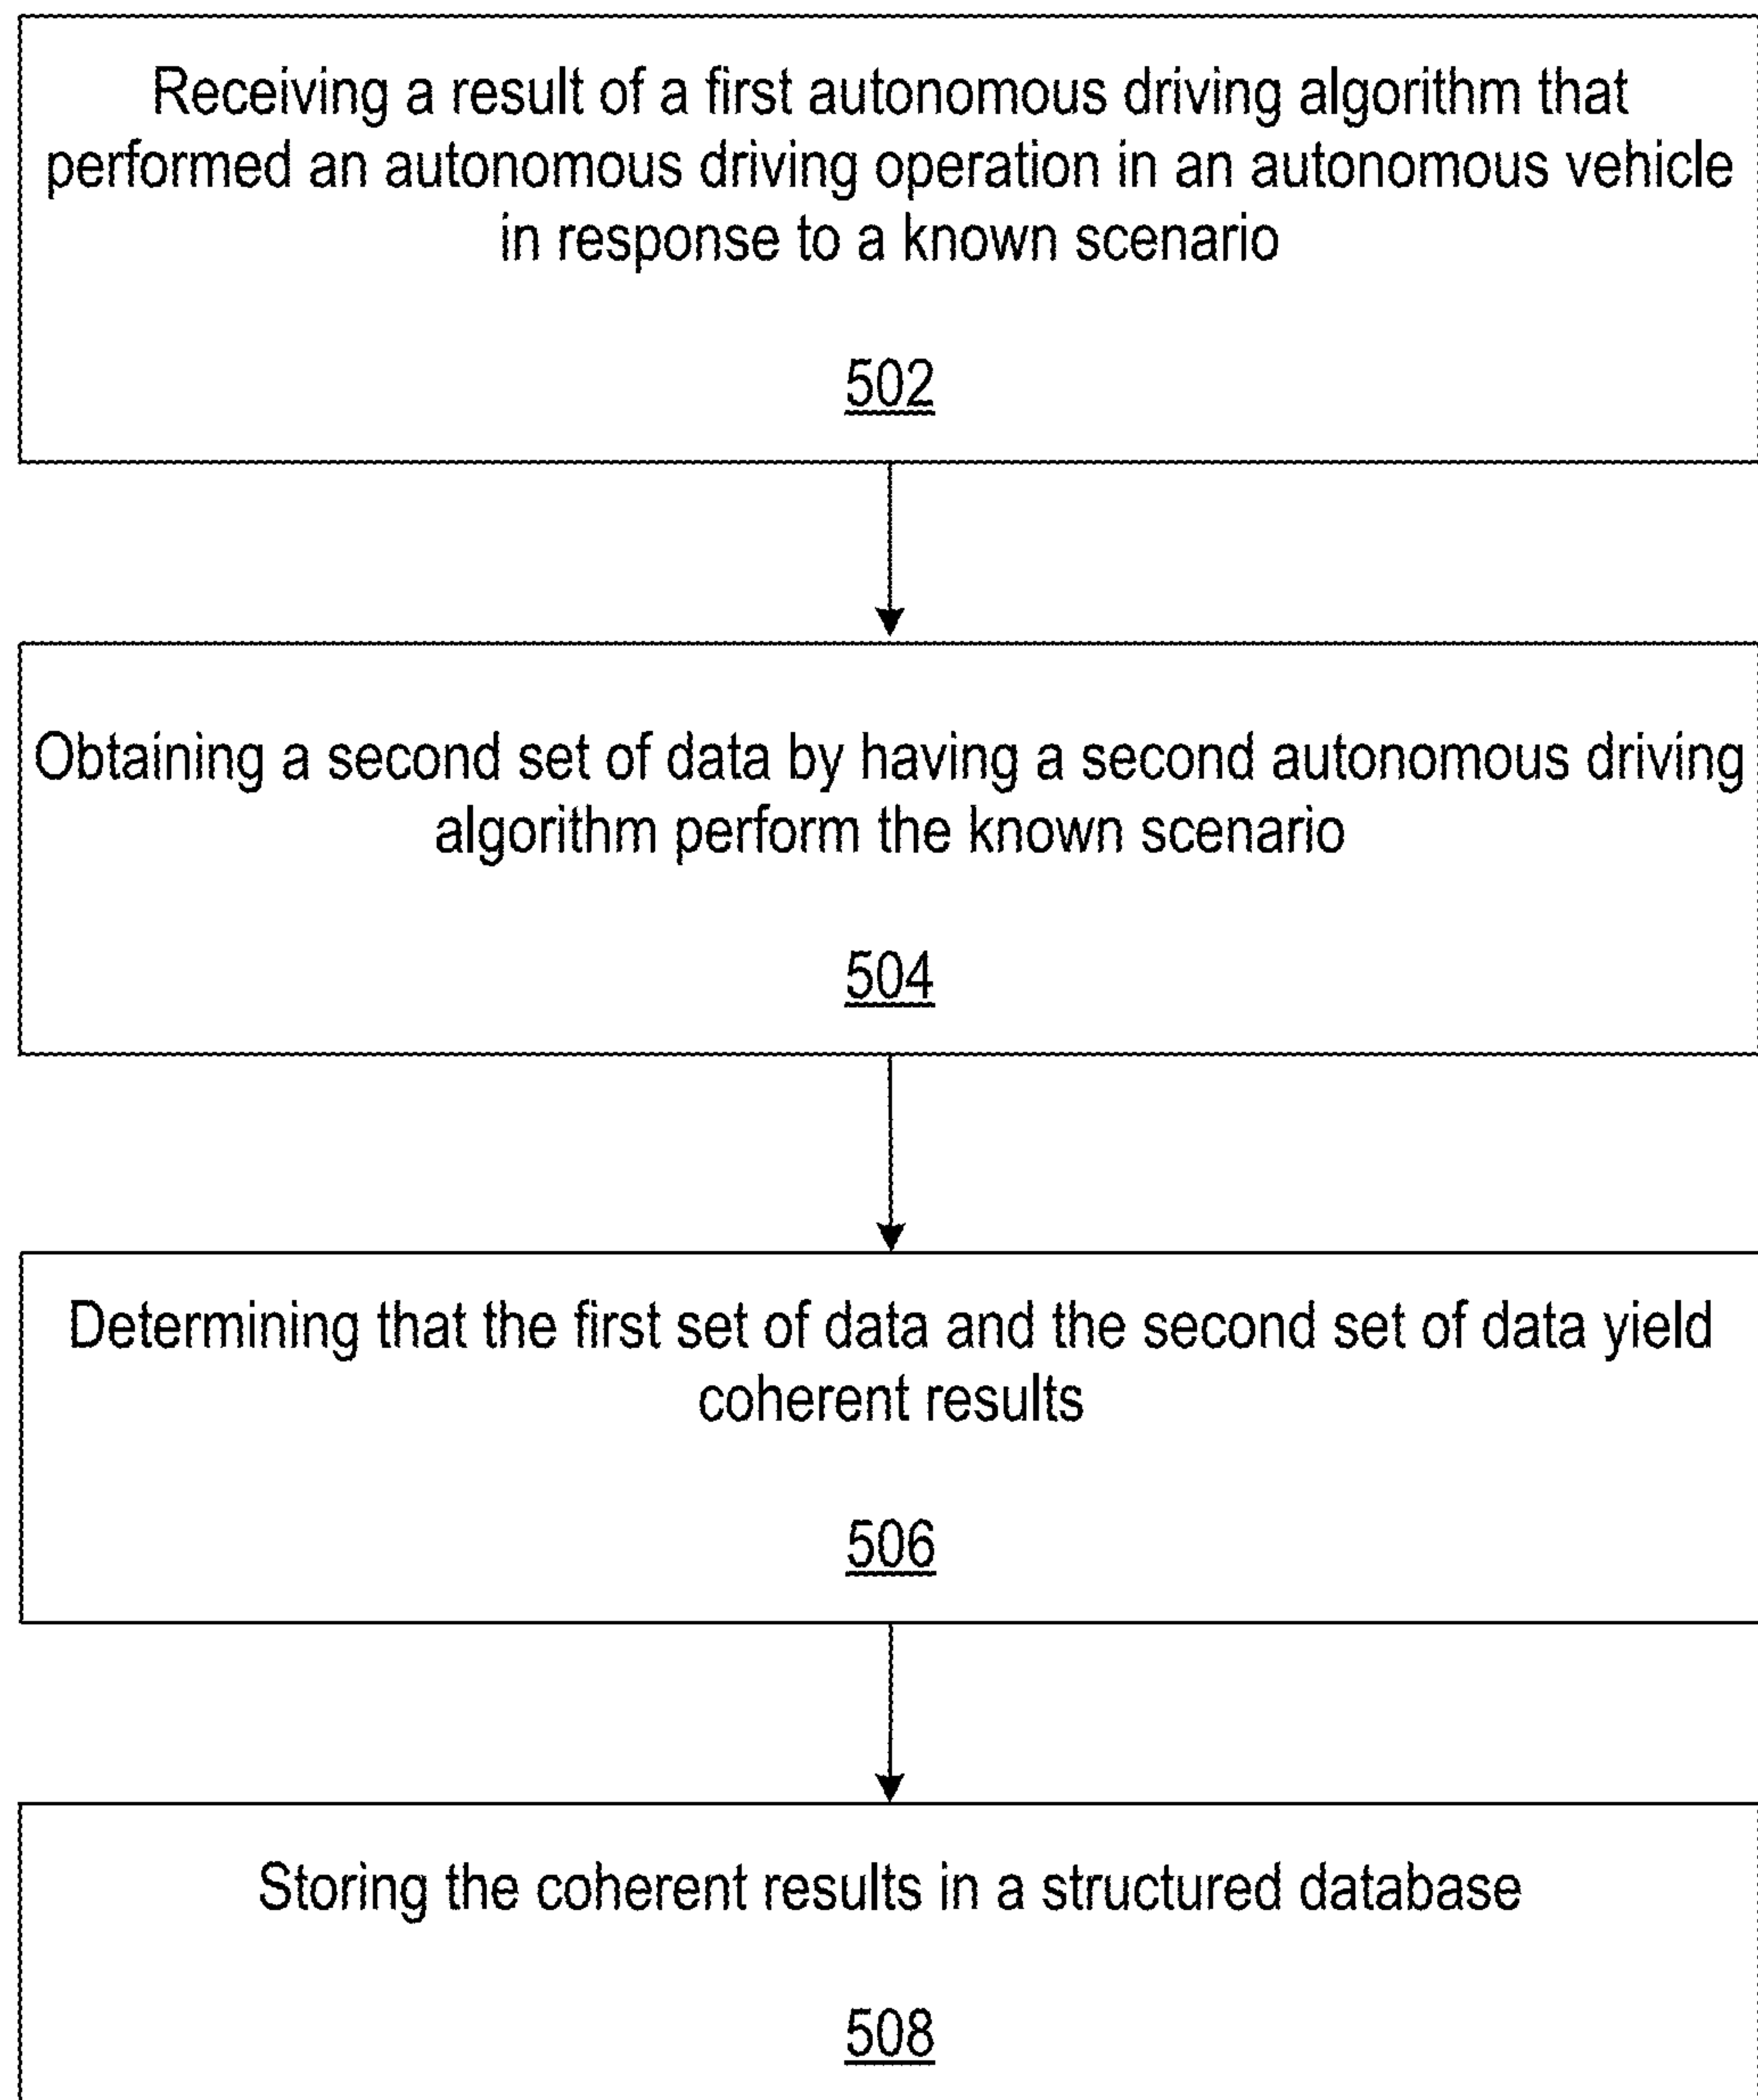 Receiving a result of a first autonomous driving algorithm that
performed an autonomous driving operation in an autonomous vehicle
in response to a known scenario
502
Obtaining a second set of data by having a second autonomous driving
algorithm perform the known scenario
504
Determining that the first set of data and the second set of data yield
coherent results
506
Storing the coherent results in a structured database
508